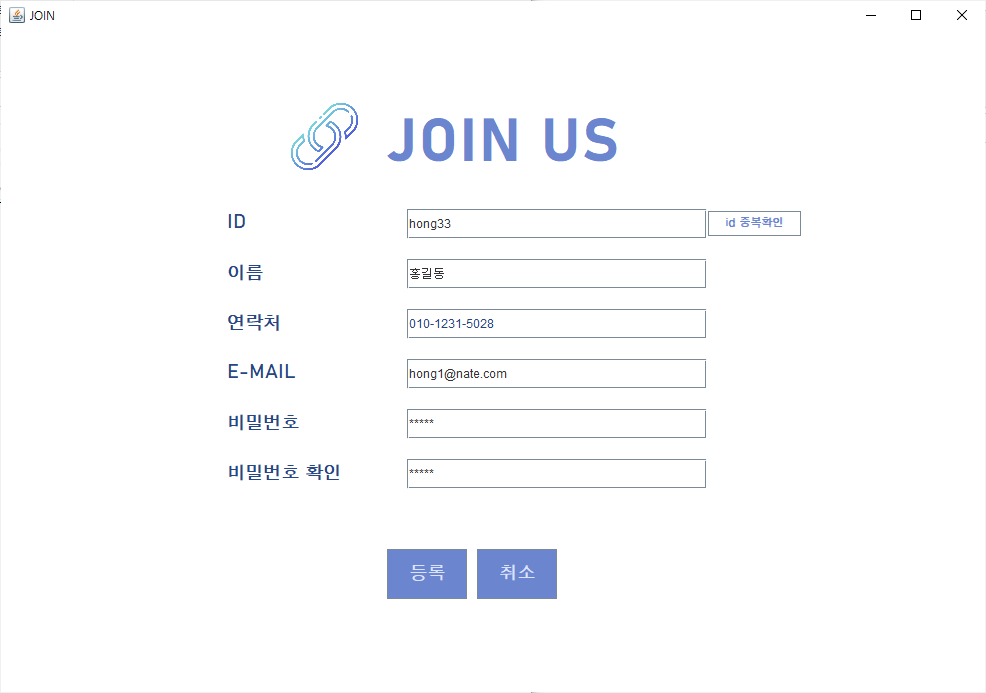 JOIN
JOIN US
ID hong33 id 중복확인
이름 홍길동
연락처 010-1231-5028
E-MAIL hong1@nate.com
비밀번호 *****
비밀번호 확인 *****
등록 취소